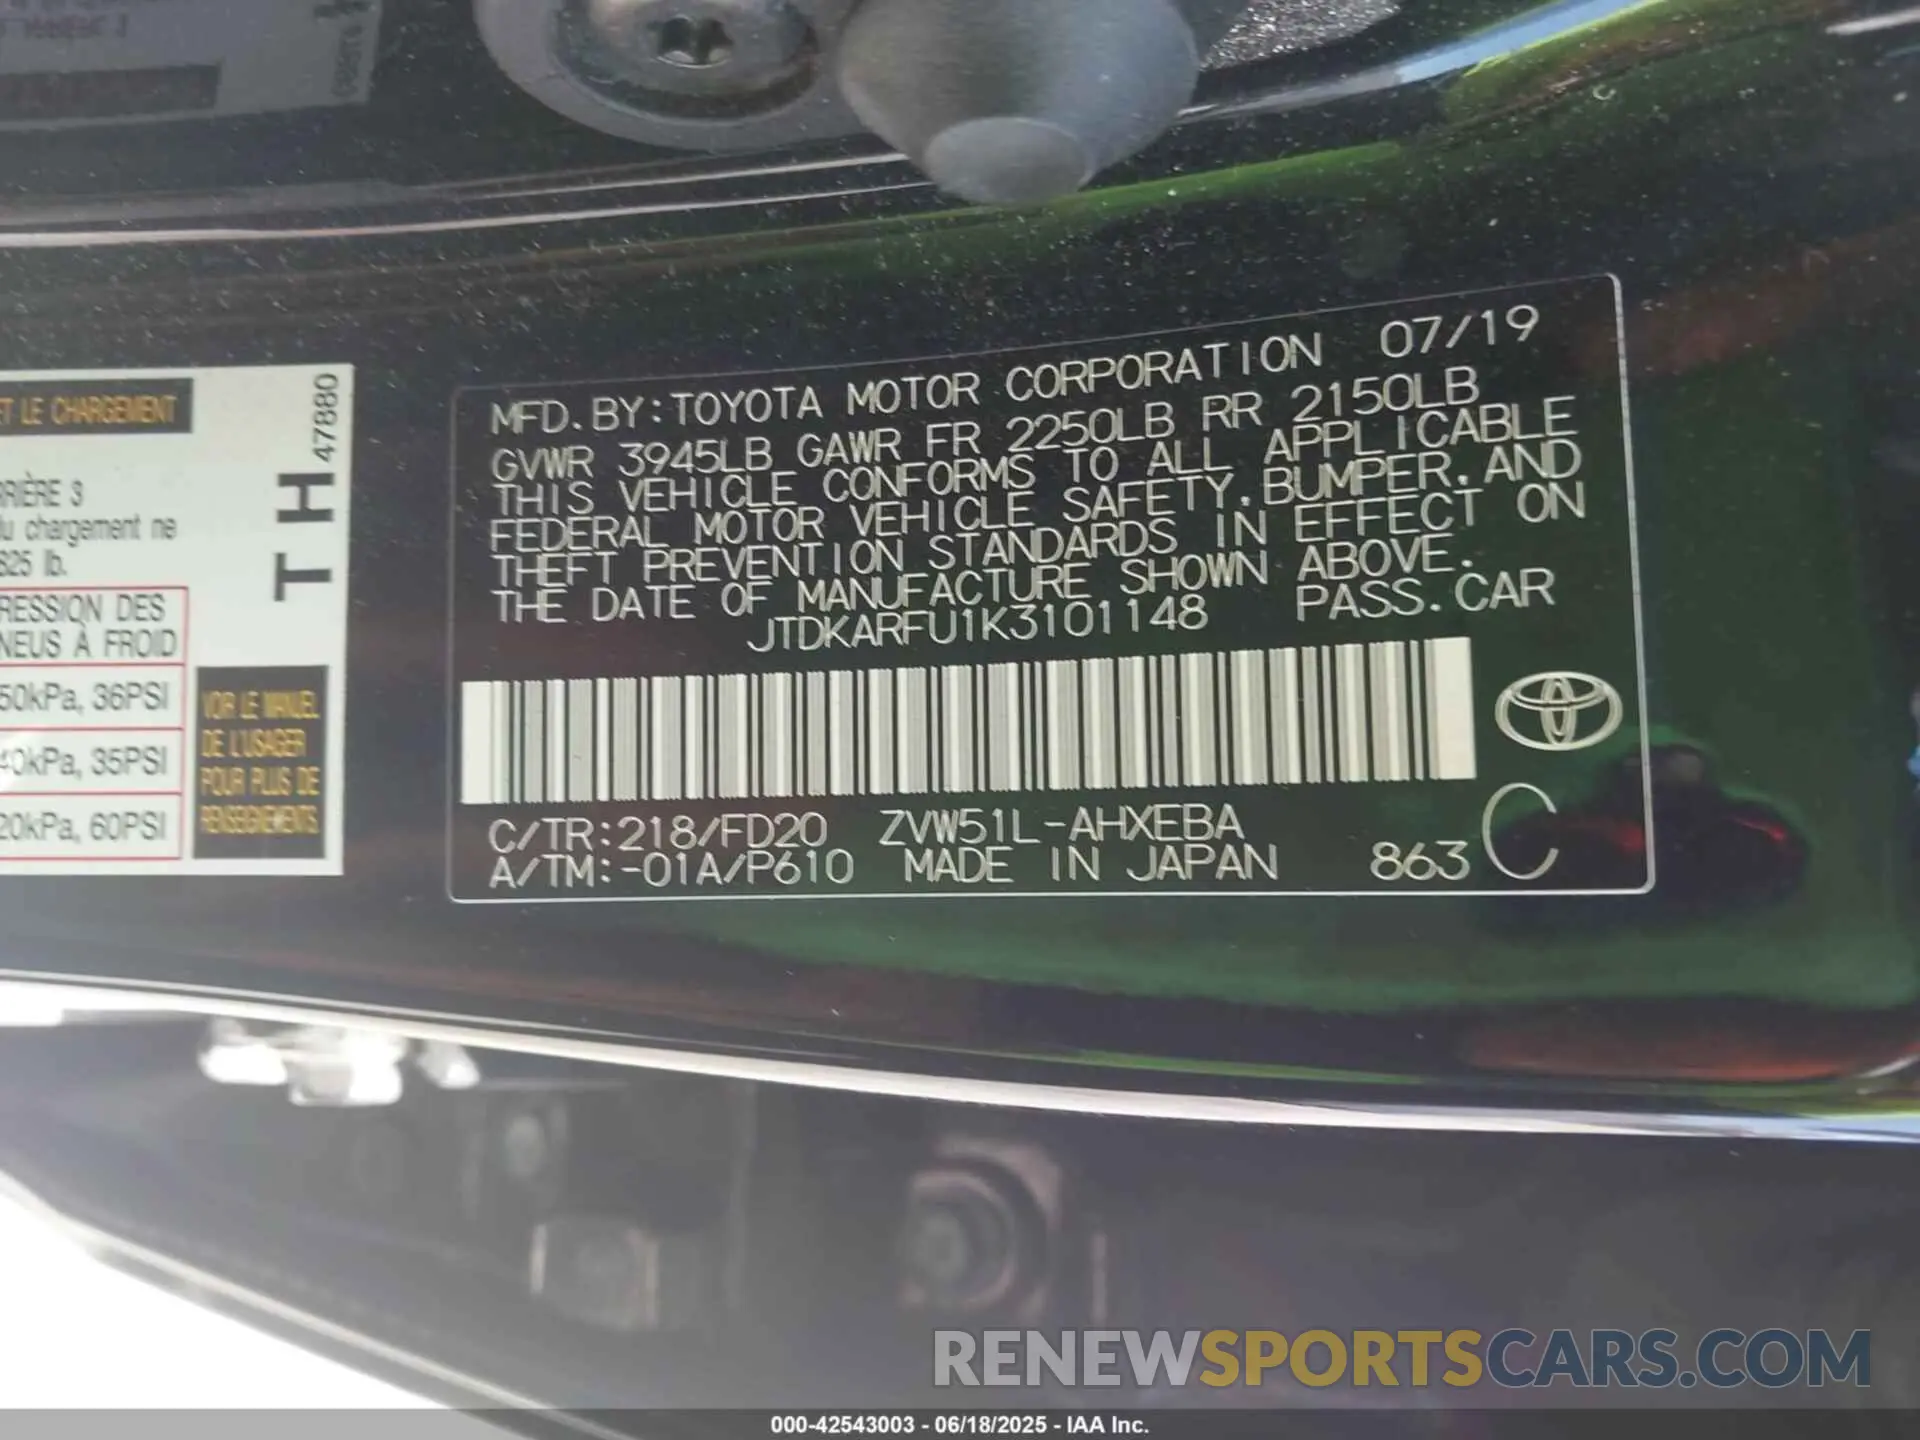 ET LE CHARGEMENT
47880
TH
RIÈRE 3
du chargement ne
825 lb.
RESSION DES
NEUS À FROID
50kPa, 36PSI
40kPa, 35PSI
20kPa, 60PSI
VOIR LE MANUEL
DE L'USAGER
POUR PLUS DE
RENSEIGNEMENTS
MFD.BY:TOYOTA MOTOR CORPORATION 07/19
GVWR 3945LB GAWR FR 2250LB RR 2150LB
THIS VEHICLE CONFORMS TO ALL APPLICABLE
FEDERAL MOTOR VEHICLE SAFETY,BUMPER,AND
THEFT PREVENTION STANDARDS IN EFFECT ON
THE DATE OF MANUFACTURE SHOWN ABOVE.
JTDKARFU1K3101148 PASS.CAR
C/TR:218/FD20 ZVW51L-AHXEBA
A/TM:-01A/P610 MADE IN JAPAN 863 C
RENEWSPORTSCARS.COM
000-42543003 - 06/18/2025 - IAA Inc.